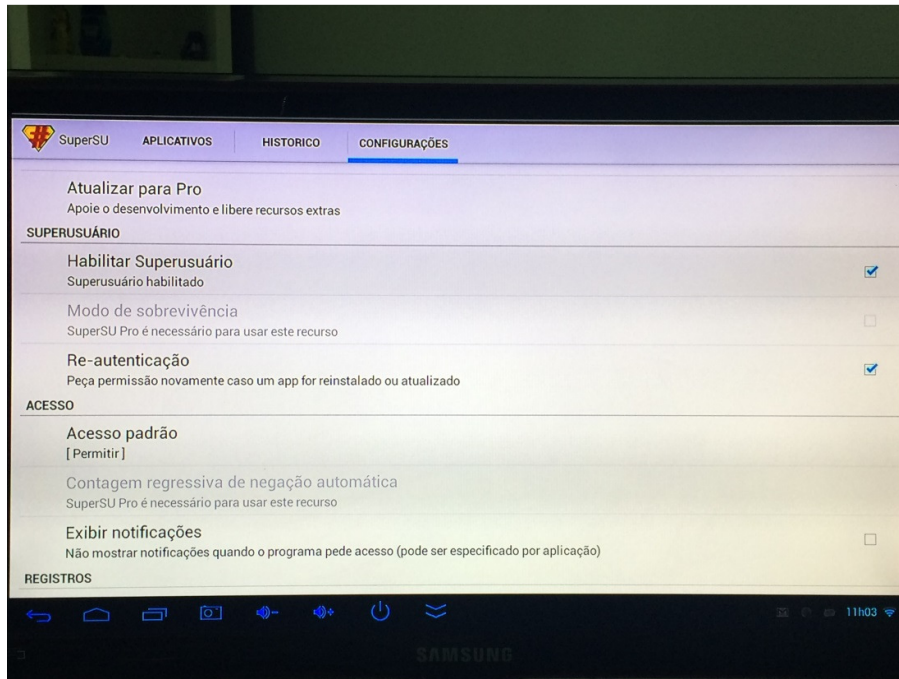 SuperSU APLICATIVOS HISTORICO CONFIGURAÇÕES
Atualizar para Pro
Apoie o desenvolvimento e libere recursos extras
SUPERUSUÁRIO
Habilitar Superusuário
Superusuário habilitado
Modo de sobrevivência
SuperSU Pro é necessário para usar este recurso
Re-autenticação
Peça permissão novamente caso um app for reinstalado ou atualizado
ACESSO
Acesso padrão
[ Permitir ]
Contagem regressiva de negação automática
SuperSU Pro é necessário para usar este recurso
Exibir notificações
Não mostrar notificações quando o programa pede acesso (pode ser especificado por aplicação)
REGISTROS
11h03
SAMSUNG